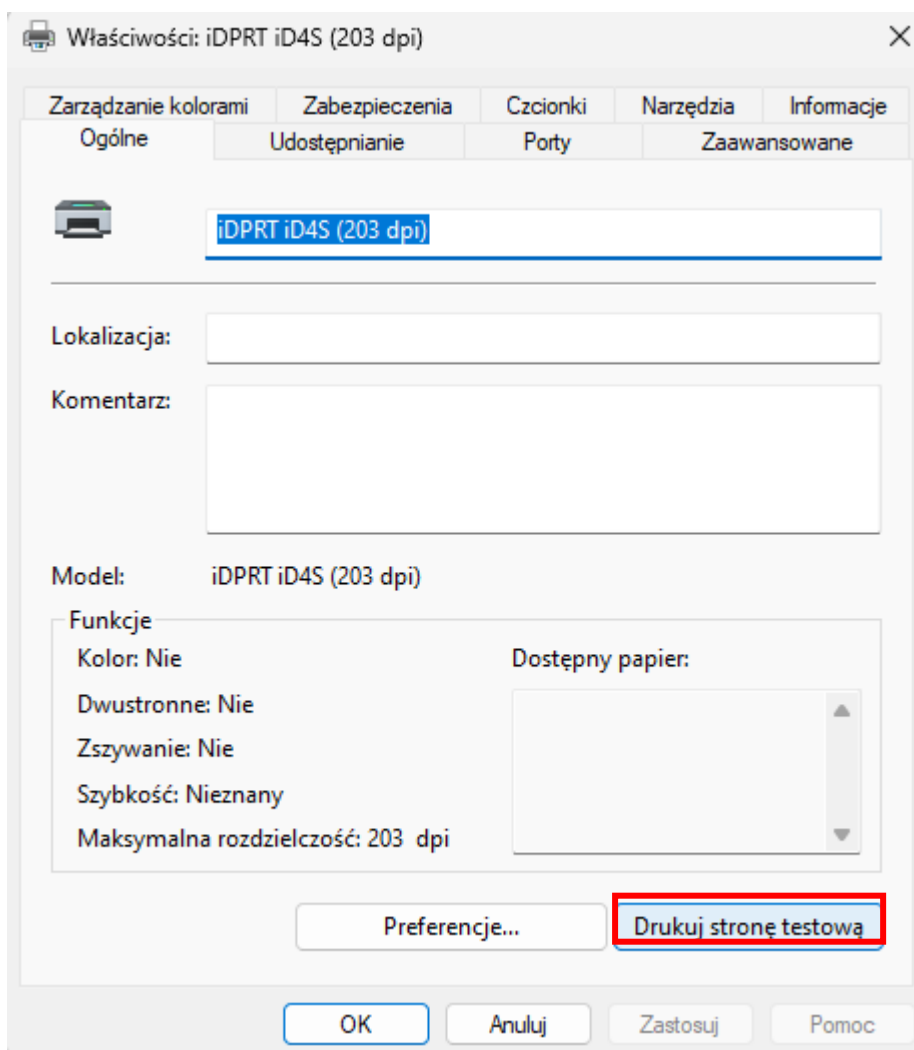 Właściwości: iDPRT iD4S (203 dpi)
Zarządzanie kolorami Zabezpieczenia Czcionki Narzędzia Informacje
Ogólne Udostępnianie Porty Zaawansowane
iDPRT iD4S (203 dpi)
Lokalizacja:
Komentarz:
Model: iDPRT iD4S (203 dpi)
Funkcje
Kolor: Nie Dostępny papier:
Dwustronne: Nie
Zszywanie: Nie
Szybkość: Nieznany
Maksymalna rozdzielczość: 203 dpi
Preferencje... Drukuj stronę testową
OK Anuluj Zastosuj Pomoc